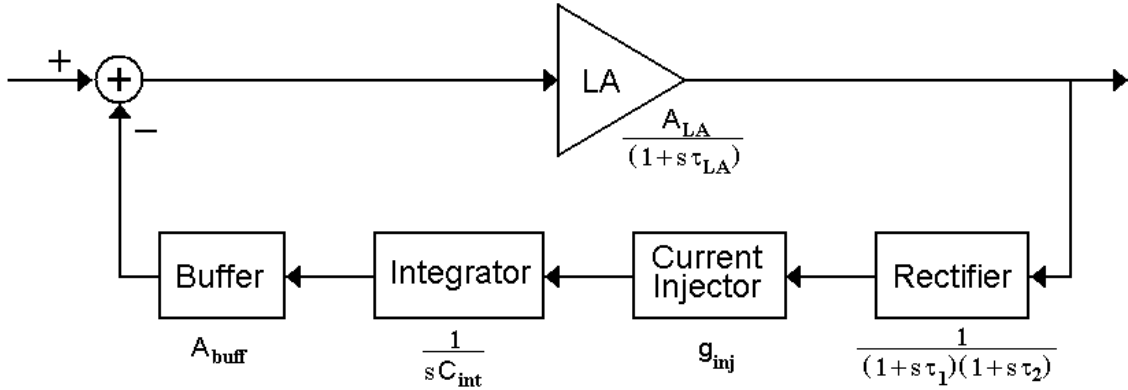 +
+
−
LA
A_LA
(1+sτ_LA)
Buffer
Integrator
Current
Injector
Rectifier
A_buff
1
sC_int
g_inj
1
(1+sτ_1)(1+sτ_2)